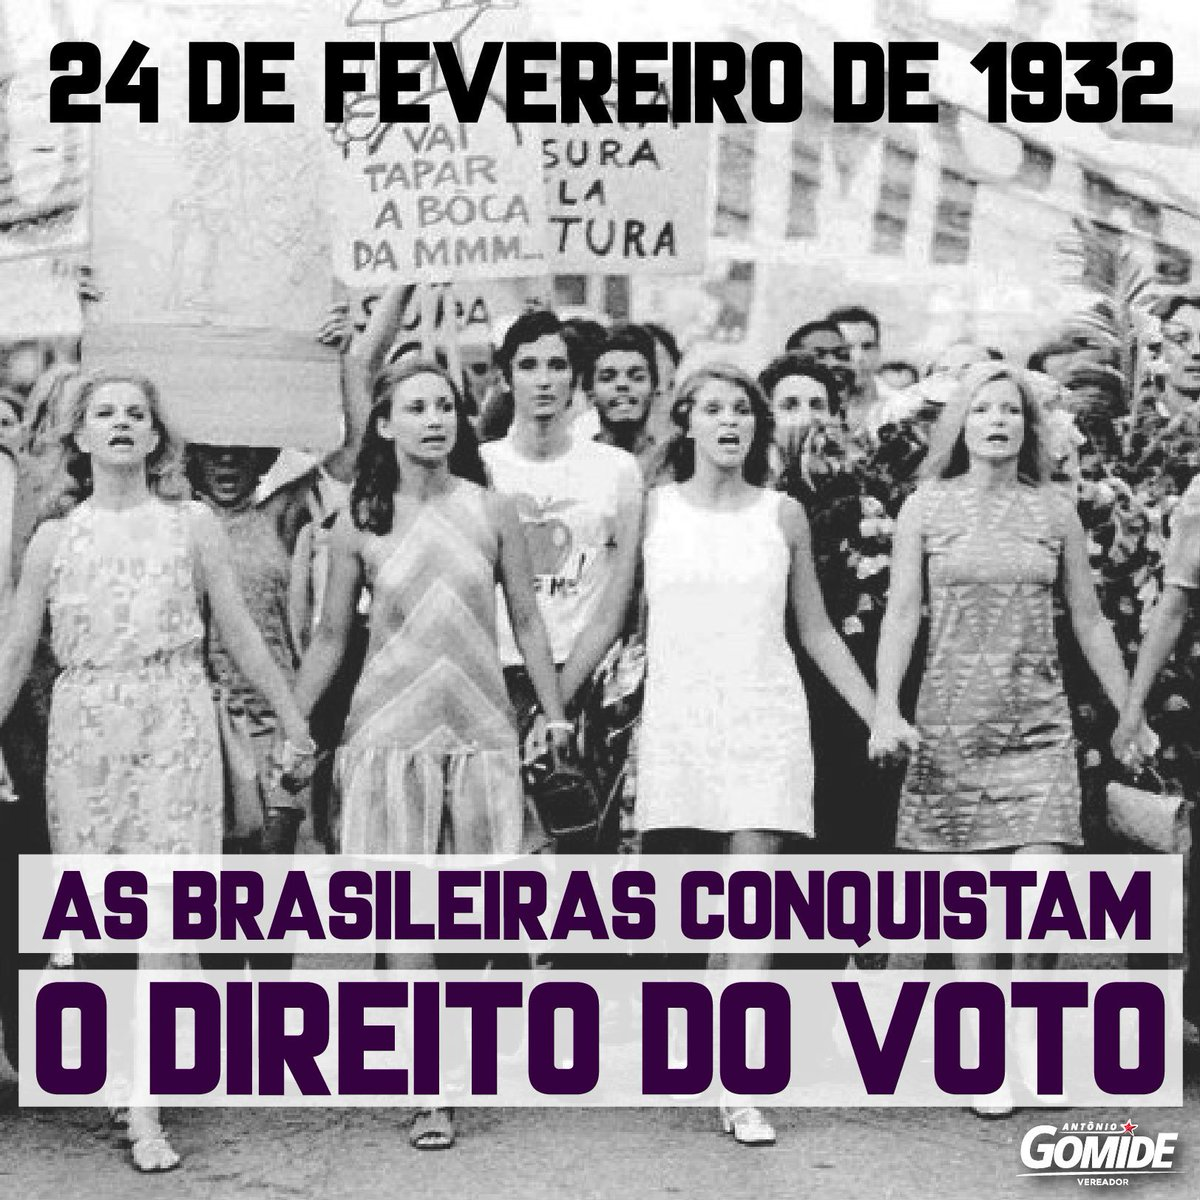 24 DE FEVEREIRO DE 1932
VAI
TAPAR
A BÔCA
DA MMM...
SURA
LA
TURA
AS BRASILEIRAS CONQUISTAM
O DIREITO DO VOTO
ANTÔNIO
GOMIDE
VEREADOR